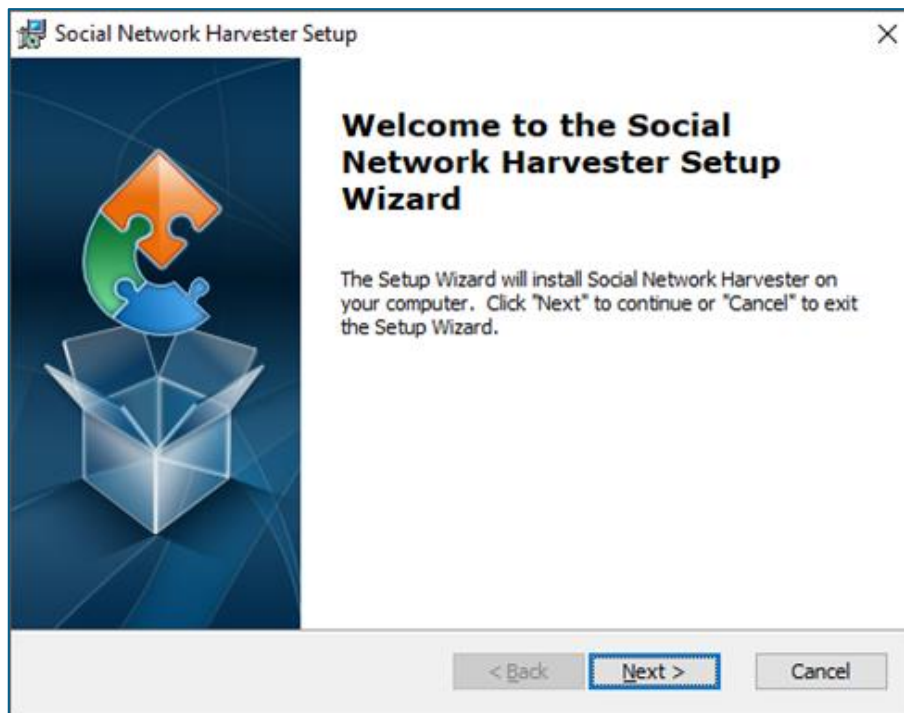 Social Network Harvester Setup
Welcome to the Social
Network Harvester Setup
Wizard
The Setup Wizard will install Social Network Harvester on
your computer. Click "Next" to continue or "Cancel" to exit
the Setup Wizard.
< Back
Next >
Cancel